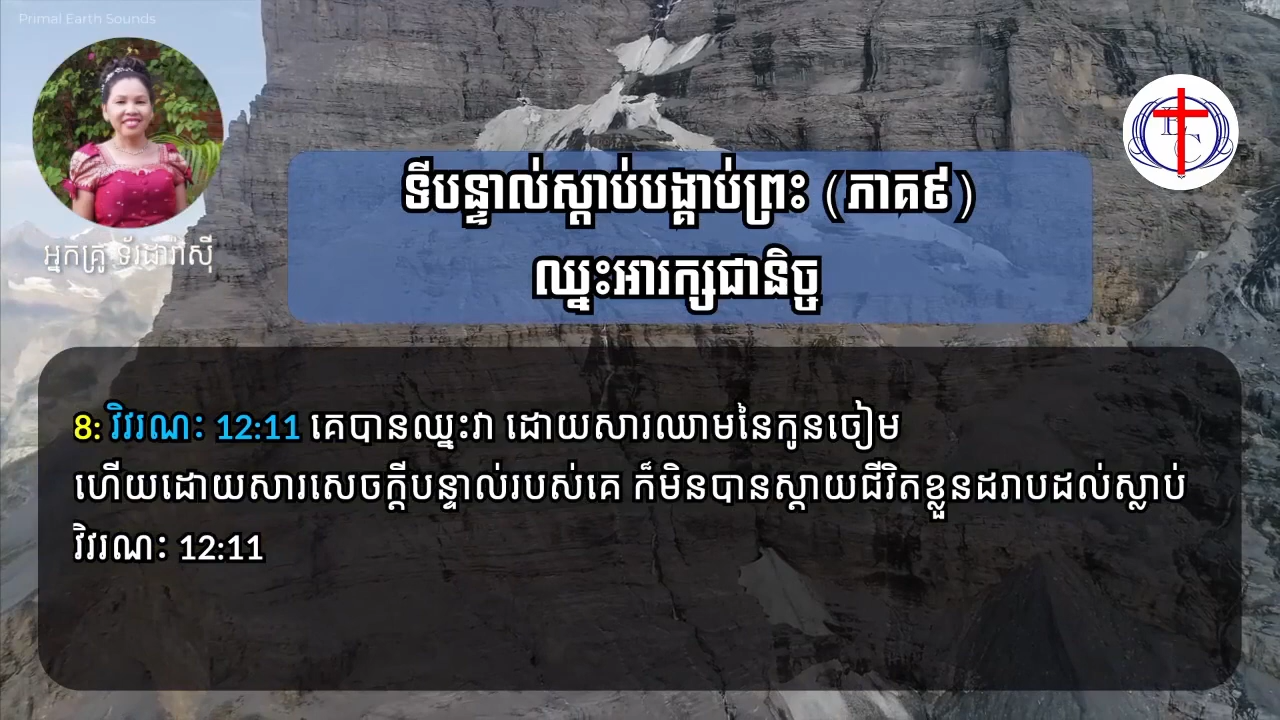 Primal Earth Sounds
អ្នកគ្រូ ទ័រដារ៉ាស៊ី
ទីបន្ទាល់ស្ដាប់បង្គាប់ព្រះ (ភាគ៩)
ឈ្នះអារក្សជានិច្ច
8: វិវរណៈ 12:11 គេបានឈ្នះវា ដោយសារឈាមនៃកូនចៀម
ហើយដោយសារសេចក្ដីបន្ទាល់របស់គេ ក៏មិនបានស្ដាយជីវិតខ្លួនដរាបដល់ស្លាប់
វិវរណៈ 12:11